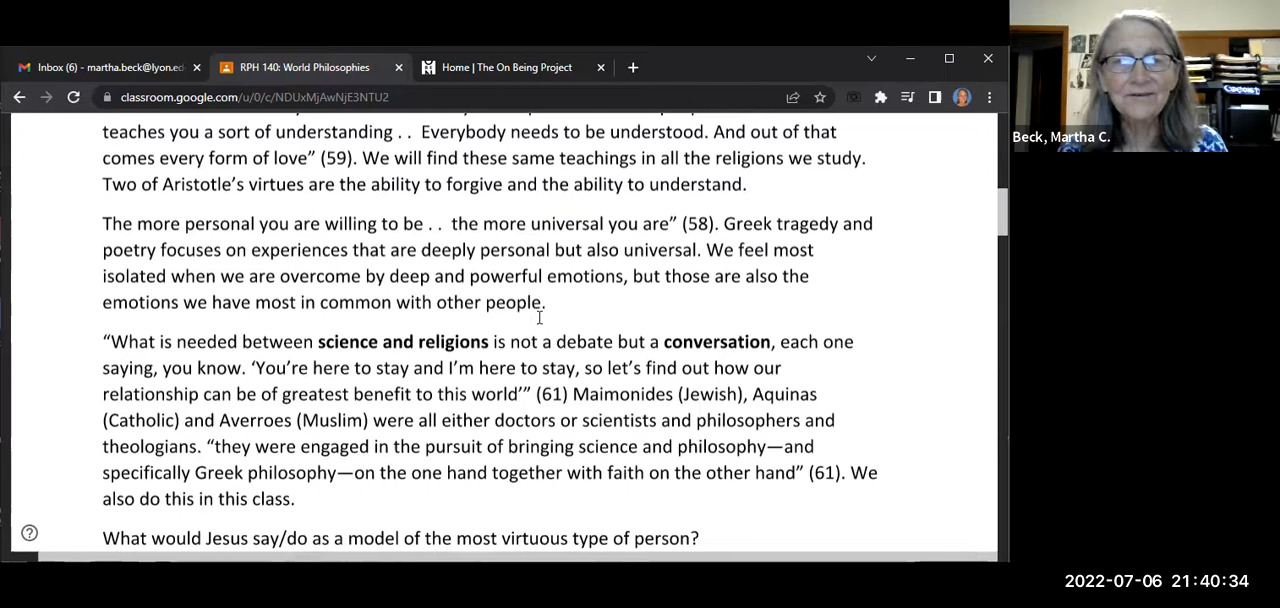 Inbox (6) - martha.beck@lyon.ed
RPH 140: World Philosophies
Home | The On Being Project
classroom.google.com/u/0/c/NDUxMjAwNjE3NTU2
Beck, Martha C.
teaches you a sort of understanding . . Everybody needs to be understood. And out of that
comes every form of love” (59). We will find these same teachings in all the religions we study.
Two of Aristotle’s virtues are the ability to forgive and the ability to understand.
The more personal you are willing to be . . the more universal you are” (58). Greek tragedy and
poetry focuses on experiences that are deeply personal but also universal. We feel most
isolated when we are overcome by deep and powerful emotions, but those are also the
emotions we have most in common with other people.
“What is needed between science and religions is not a debate but a conversation, each one
saying, you know. ‘You’re here to stay and I’m here to stay, so let’s find out how our
relationship can be of greatest benefit to this world’” (61) Maimonides (Jewish), Aquinas
(Catholic) and Averroes (Muslim) were all either doctors or scientists and philosophers and
theologians. “they were engaged in the pursuit of bringing science and philosophy—and
specifically Greek philosophy—on the one hand together with faith on the other hand” (61). We
also do this in this class.
What would Jesus say/do as a model of the most virtuous type of person?
2022-07-06 21:40:34